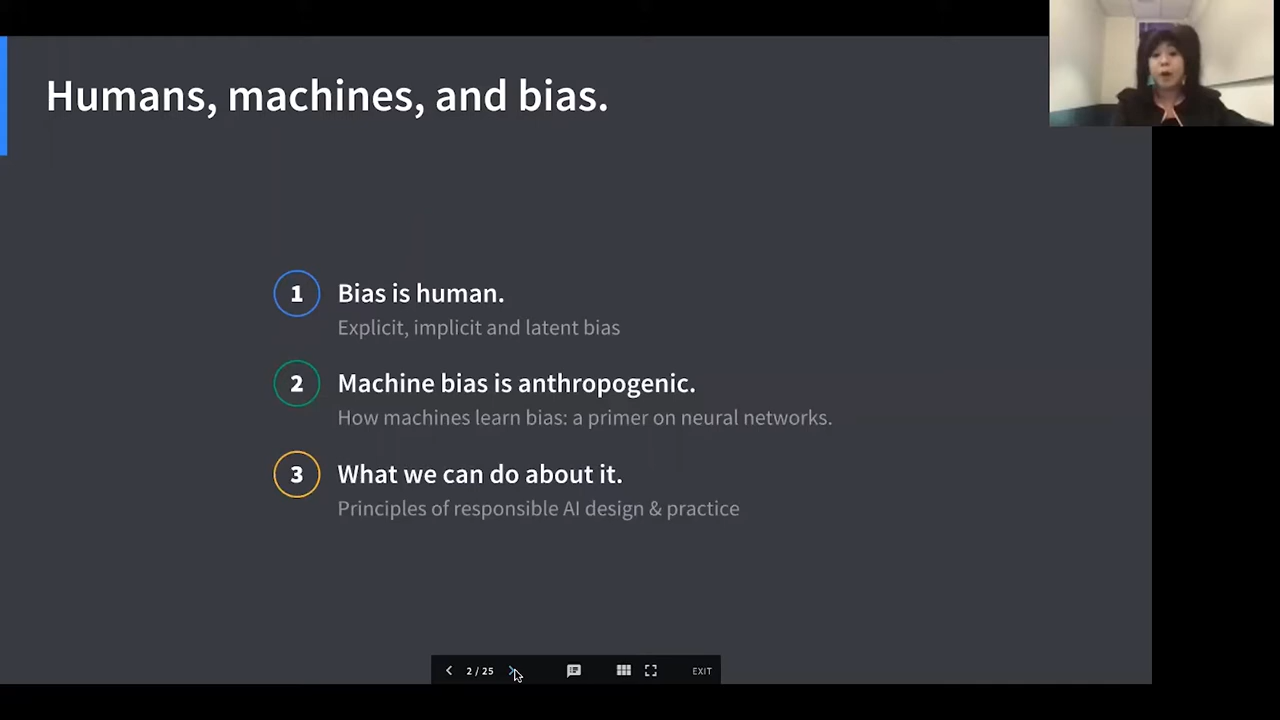 Humans, machines, and bias.
1 Bias is human.
Explicit, implicit and latent bias
2 Machine bias is anthropogenic.
How machines learn bias: a primer on neural networks.
3 What we can do about it.
Principles of responsible AI design & practice
2 / 25
EXIT